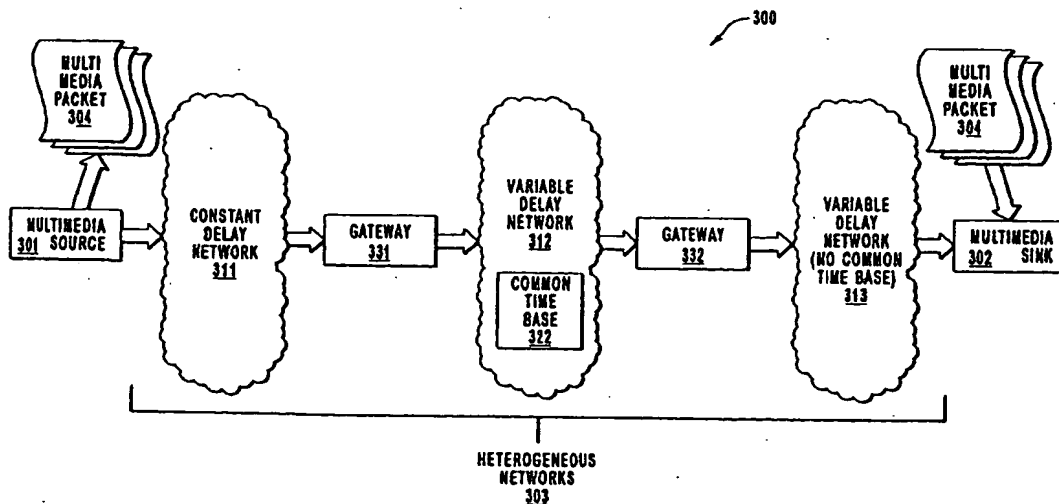 300
MULTI
MEDIA
PACKET
304
MULTIMEDIA
301 SOURCE
CONSTANT
DELAY
NETWORK
311
GATEWAY
331
VARIABLE
DELAY
NETWORK
312
COMMON
TIME
BASE
322
GATEWAY
332
VARIABLE
DELAY
NETWORK
(NO COMMON
TIME BASE)
313
MULTI
MEDIA
PACKET
304
MULTIMEDIA
302 SINK
HETEROGENEOUS
NETWORKS
303